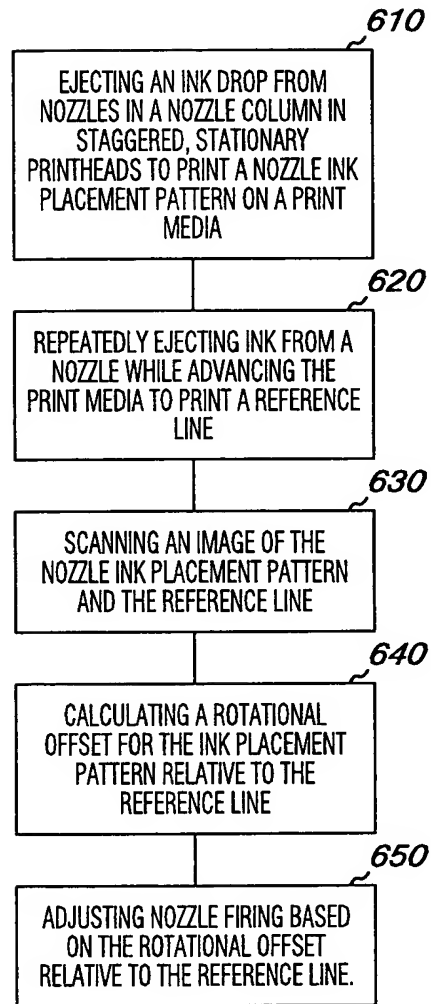 610
EJECTING AN INK DROP FROM
NOZZLES IN A NOZZLE COLUMN IN
STAGGERED, STATIONARY
PRINTHEADS TO PRINT A NOZZLE INK
PLACEMENT PATTERN ON A PRINT
MEDIA
620
REPEATEDLY EJECTING INK FROM A
NOZZLE WHILE ADVANCING THE
PRINT MEDIA TO PRINT A REFERENCE
LINE
630
SCANNING AN IMAGE OF THE
NOZZLE INK PLACEMENT PATTERN
AND THE REFERENCE LINE
640
CALCULATING A ROTATIONAL
OFFSET FOR THE INK PLACEMENT
PATTERN RELATIVE TO THE
REFERENCE LINE
650
ADJUSTING NOZZLE FIRING BASED
ON THE ROTATIONAL OFFSET
RELATIVE TO THE REFERENCE LINE.